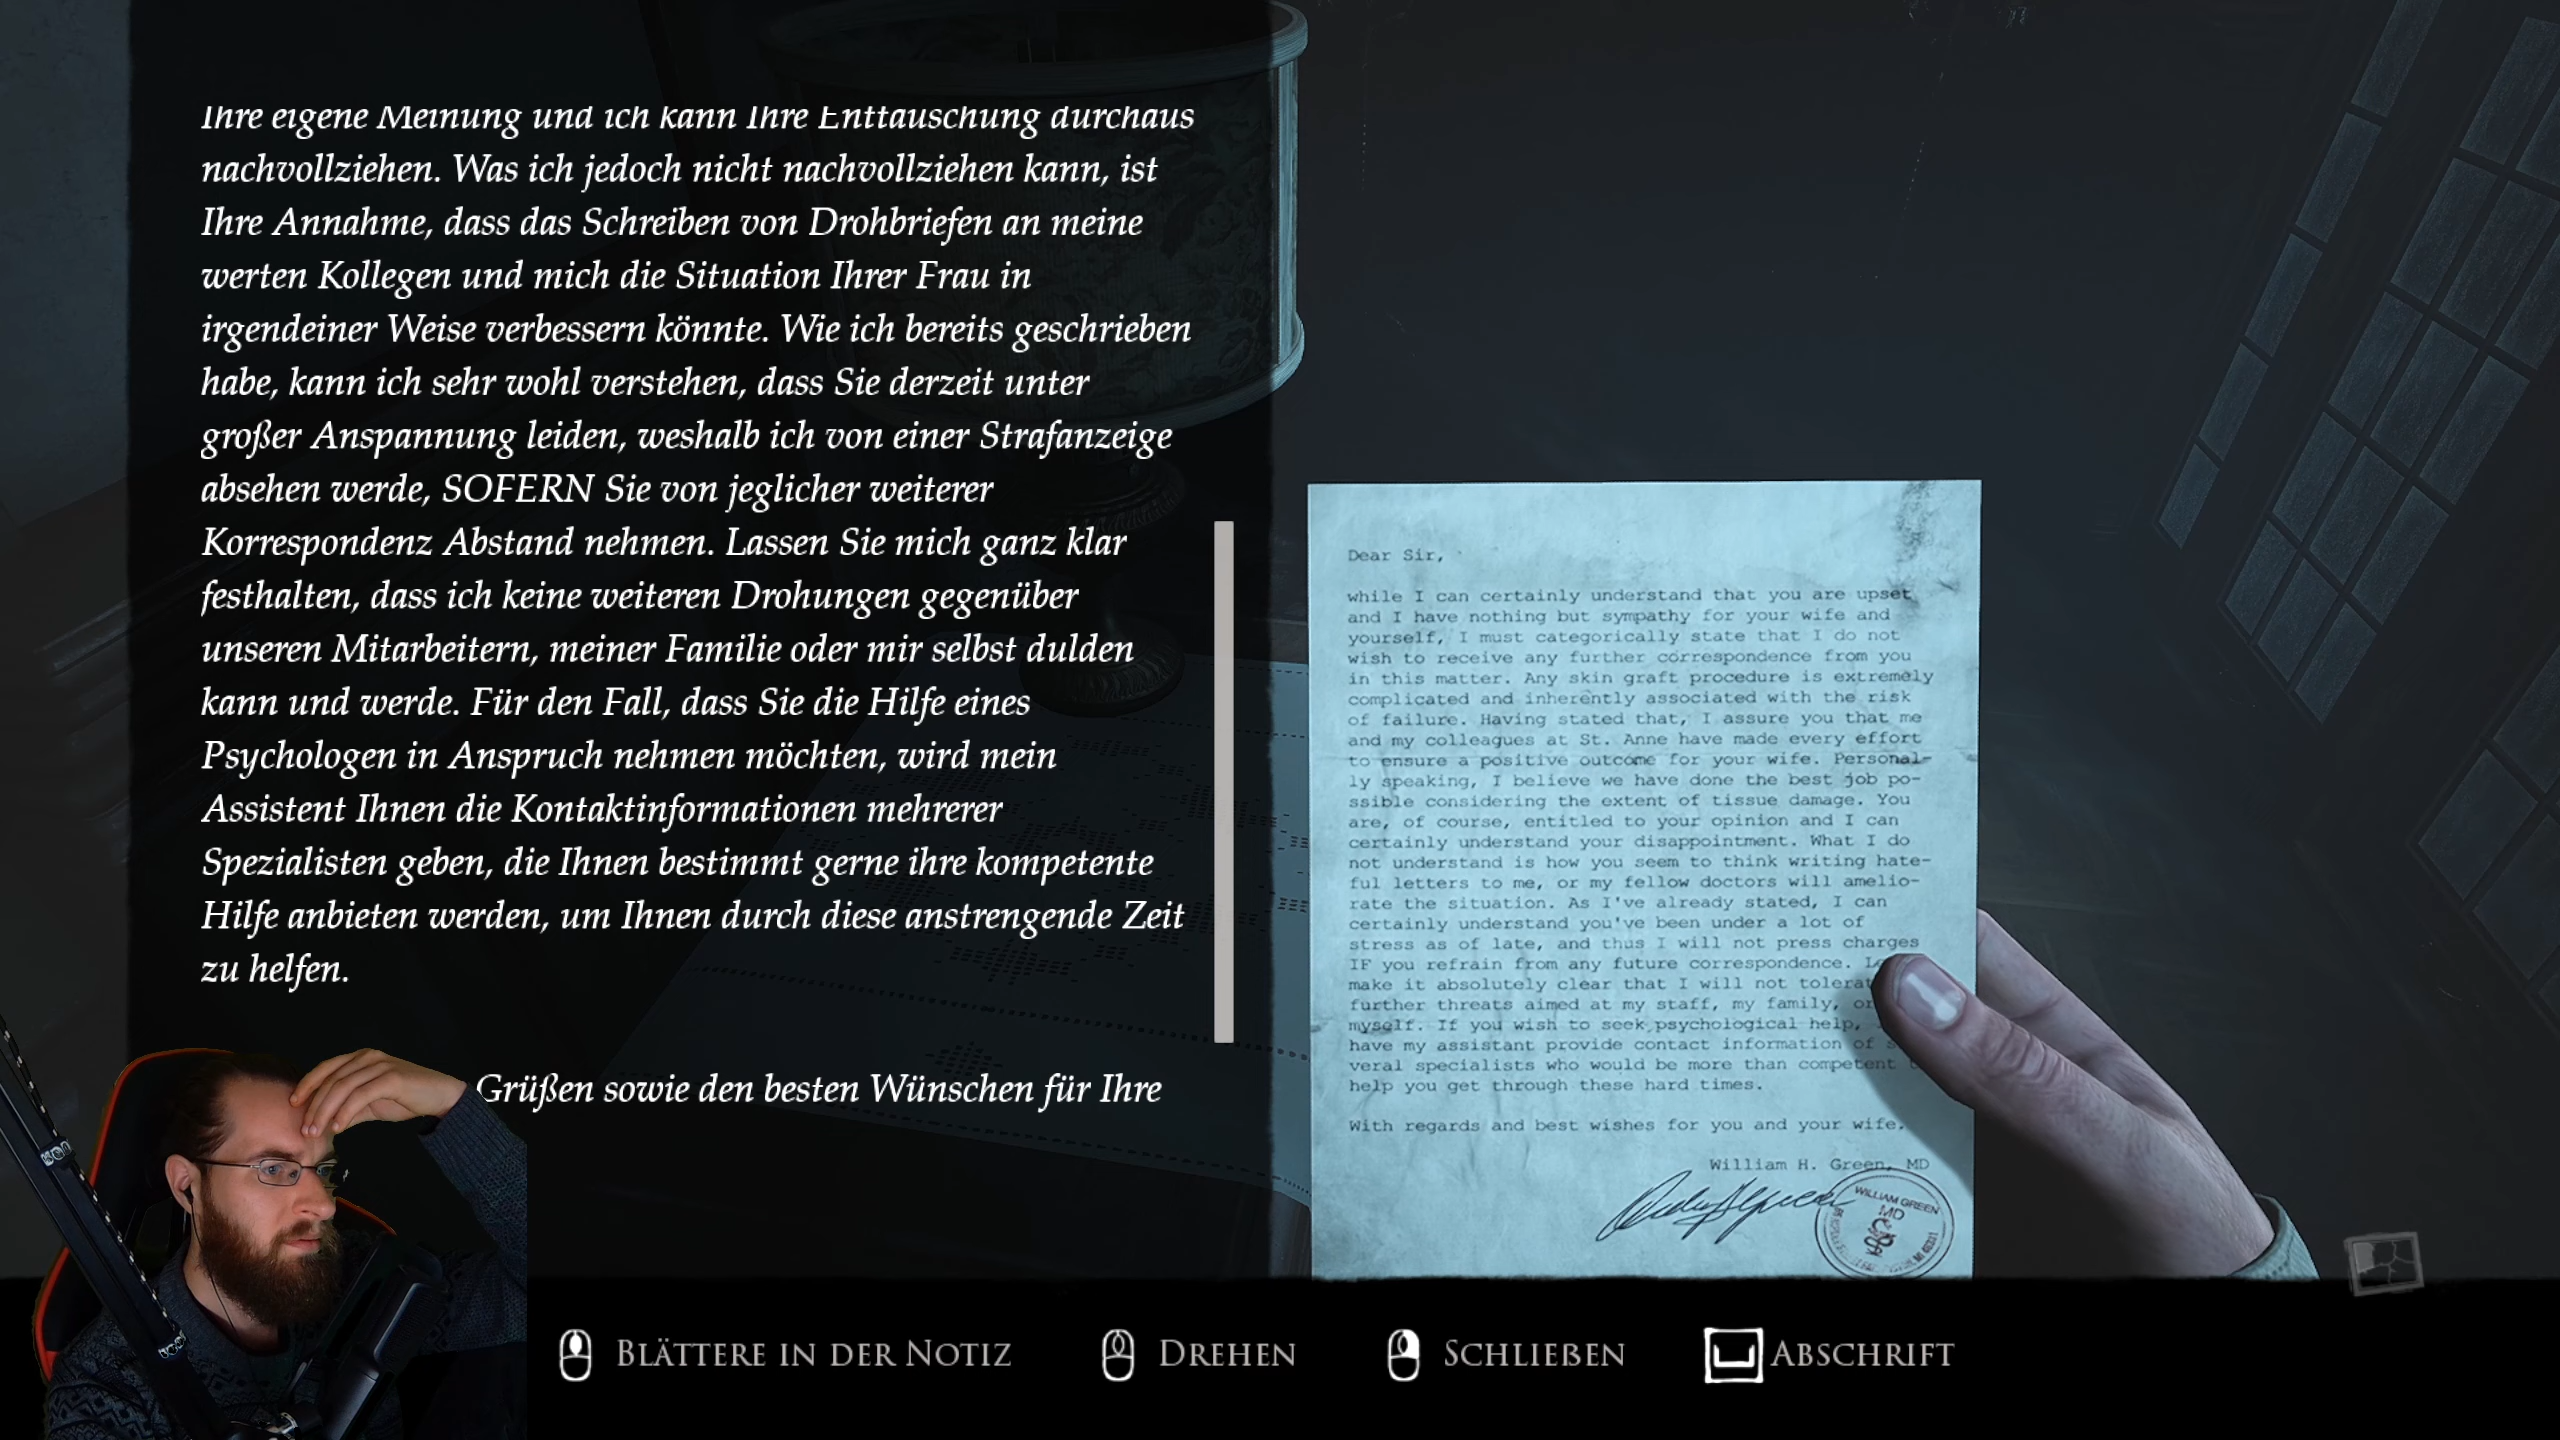 Ihre eigene Meinung und ich kann Ihre Enttäuschung durchaus
nachvollziehen. Was ich jedoch nicht nachvollziehen kann, ist
Ihre Annahme, dass das Schreiben von Drohbriefen an meine
werten Kollegen und mich die Situation Ihrer Frau in
irgendeiner Weise verbessern könnte. Wie ich bereits geschrieben
habe, kann ich sehr wohl verstehen, dass Sie derzeit unter
großer Anspannung leiden, weshalb ich von einer Strafanzeige
absehen werde, SOFERN Sie von jeglicher weiterer
Korrespondenz Abstand nehmen. Lassen Sie mich ganz klar
festhalten, dass ich keine weiteren Drohungen gegenüber
unseren Mitarbeitern, meiner Familie oder mir selbst dulden
kann und werde. Für den Fall, dass Sie die Hilfe eines
Psychologen in Anspruch nehmen möchten, wird mein
Assistent Ihnen die Kontaktinformationen mehrerer
Spezialisten geben, die Ihnen bestimmt gerne ihre kompetente
Hilfe anbieten werden, um Ihnen durch diese anstrengende Zeit
zu helfen.
Grüßen sowie den besten Wünschen für Ihre
Dear Sir,
while I can certainly understand that you are upset
and I have nothing but sympathy for your wife and
yourself, I must categorically state that I do not
wish to receive any further correspondence from you
in this matter. Any skin graft procedure is extremely
complicated and inherently associated with the risk
of failure. Having stated that, I assure you that me
and my colleagues at St. Anne have made every effort
to ensure a positive outcome for your wife. Personal-
ly speaking, I believe we have done the best job po-
ssible considering the extent of tissue damage. You
are, of course, entitled to your opinion and I can
certainly understand your disappointment. What I do
not understand is how you seem to think writing hate-
ful letters to me, or my fellow doctors will amelio-
rate the situation. As I've already stated, I can
certainly understand you've been under a lot of
stress as of late, and thus I will not press charges
IF you refrain from any future correspondence.
make it absolutely clear that I will not tolerat
further threats aimed at my staff, my family, or
myself. If you wish to seek psychological help,
have my assistant provide contact information of
veral specialists who would be more than competent
help you get through these hard times.
With regards and best wishes for you and your wife.
William H. Green, MD
WILLIAM GREEN
MD
BLÄTTERE IN DER NOTIZ
DREHEN
SCHLIEẞEN
ABSCHRIFT